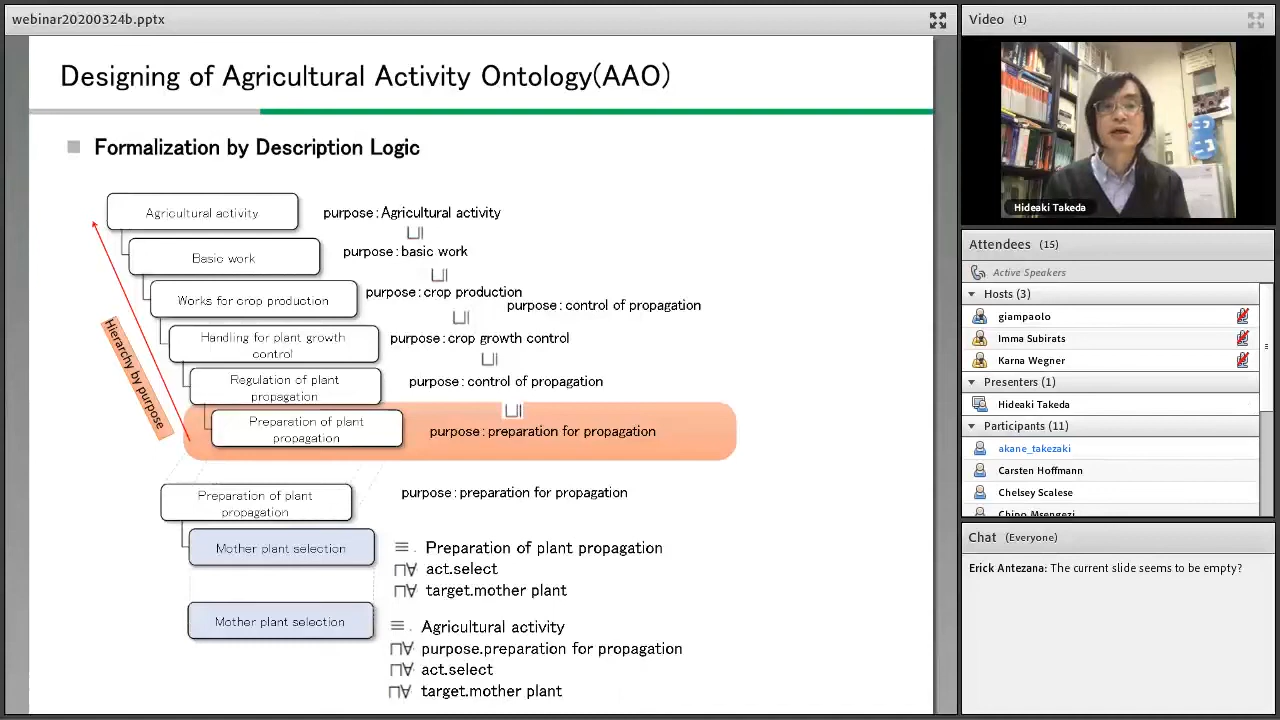 webinar20200324b.pptx
Designing of Agricultural Activity Ontology(AAO)
Formalization by Description Logic
Agricultural activity
purpose:Agricultural activity
⊔|
Basic work
purpose:basic work
⊔|
Works for crop production
purpose:crop production
purpose:control of propagation
⊔|
Handling for plant growth
control
purpose:crop growth control
⊔|
Regulation of plant
propagation
purpose:control of propagation
⊔|
Preparation of plant
propagation
purpose:preparation for propagation
Hierarchy by purpose
Preparation of plant
propagation
purpose:preparation for propagation
Mother plant selection
≡ Preparation of plant propagation
⊓∀ act.select
⊓∀ target.mother plant
Mother plant selection
≡ Agricultural activity
⊓∀ purpose.preparation for propagation
⊓∀ act.select
⊓∀ target.mother plant
Video (1)
Hideaki Takeda
Attendees (15)
Active Speakers
Hosts (3)
giampaolo
Imma Subirats
Karna Wegner
Presenters (1)
Hideaki Takeda
Participants (11)
akane_takezaki
Carsten Hoffmann
Chelsey Scalese
Chipo Msengezi
Chat (Everyone)
Erick Antezana: The current slide seems to be empty?